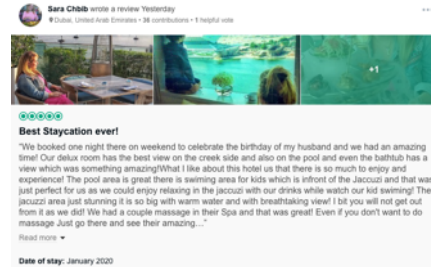 Sara Chbib wrote a review Yesterday
Dubai, United Arab Emirates • 36 contributions • 1 helpful vote
+1
Best Staycation ever!
"We booked one night there on weekend to celebrate the birthday of my husband and we had an amazing
time! Our delux room has the best view on the creek side and also on the pool and even the bathtub has a
view which was something amazing!What I like about this hotel us that there is so much to enjoy and
experience! The pool area is great there is swiming area for kids which is infront of the Jaccuzi and that was
just perfect for us as we could enjoy relaxing in the jaccuzi with our drinks while watch our kid swiming! The
jacuzzi area just stunning it is so big with warm water and with breathtaking view! I bit you will not get out
from it as we did! We had a couple massage in their Spa and that was great! Even if you don't want to do
massage Just go there and see their amazing..."
Read more
Date of stay: January 2020